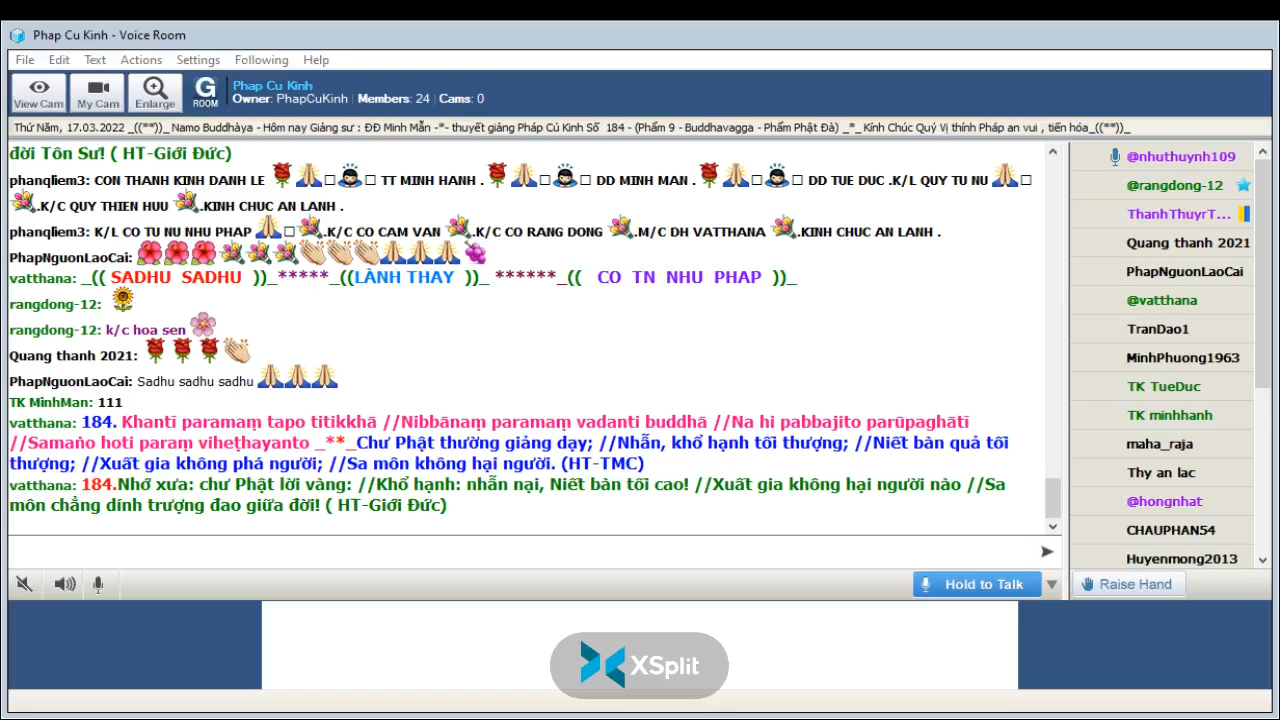 Phap Cu Kinh - Voice Room
File Edit Text Actions Settings Following Help
View Cam My Cam Enlarge G ROOM
Phap Cu Kinh
Owner: PhapCuKinh | Members: 24 | Cams: 0
Thứ Năm, 17.03.2022 _((**))_ Namo Buddhàya - Hôm nay Giảng sư : ĐĐ Minh Mẫn -*- thuyết giảng Pháp Cú Kinh Số 184 - (Phẩm 9 - Buddhavagga - Phẩm Phật Đà) _*_ Kính Chúc Quý Vị thính Pháp an vui , tiến hóa_((**))_
đời Tôn Sư! ( HT-Giới Đức)
phanqliem3: CON THANH KINH DANH LE TT MINH HANH . DD MINH MAN . DD TUE DUC .K/L QUY TU NU
.K/C QUY THIEN HUU .KINH CHUC AN LANH .
phanqliem3: K/L CO TU NU NHU PHAP .K/C CO CAM VAN .K/C CO RANG DONG .M/C DH VATTHANA .KINH CHUC AN LANH .
PhapNguonLaoCai:
vatthana: _(( SADHU SADHU ))_*****_((LÀNH THAY ))_ ******_(( CO TN NHU PHAP ))_
rangdong-12:
rangdong-12: k/c hoa sen
Quang thanh 2021:
PhapNguonLaoCai: Sadhu sadhu sadhu
TK MinhMan: 111
vatthana: 184. Khantī paramaṃ tapo titikkhā //Nibbānaṃ paramaṃ vadanti buddhā //Na hi pabbajito parūpaghātī
//Samaṅo hoti paraṃ viheṭhayanto _**_Chư Phật thường giảng dạy; //Nhẫn, khổ hạnh tối thượng; //Niết bàn quả tối
thượng; //Xuất gia không phá người; //Sa môn không hại người. (HT-TMC)
vatthana: 184.Nhớ xưa: chư Phật lời vàng: //Khổ hạnh: nhẫn nại, Niết bàn tối cao! //Xuất gia không hại người nào //Sa
môn chẳng dính trượng đao giữa đời! ( HT-Giới Đức)
@nhuthuynh109
@rangdong-12
ThanhThuyrT...
Quang thanh 2021
PhapNguonLaoCai
@vatthana
TranDao1
MinhPhuong1963
TK TueDuc
TK minhhanh
maha_raja
Thy an lac
@hongnhat
CHAUPHAN54
Huyenmong2013
Hold to Talk
Raise Hand
XSplit